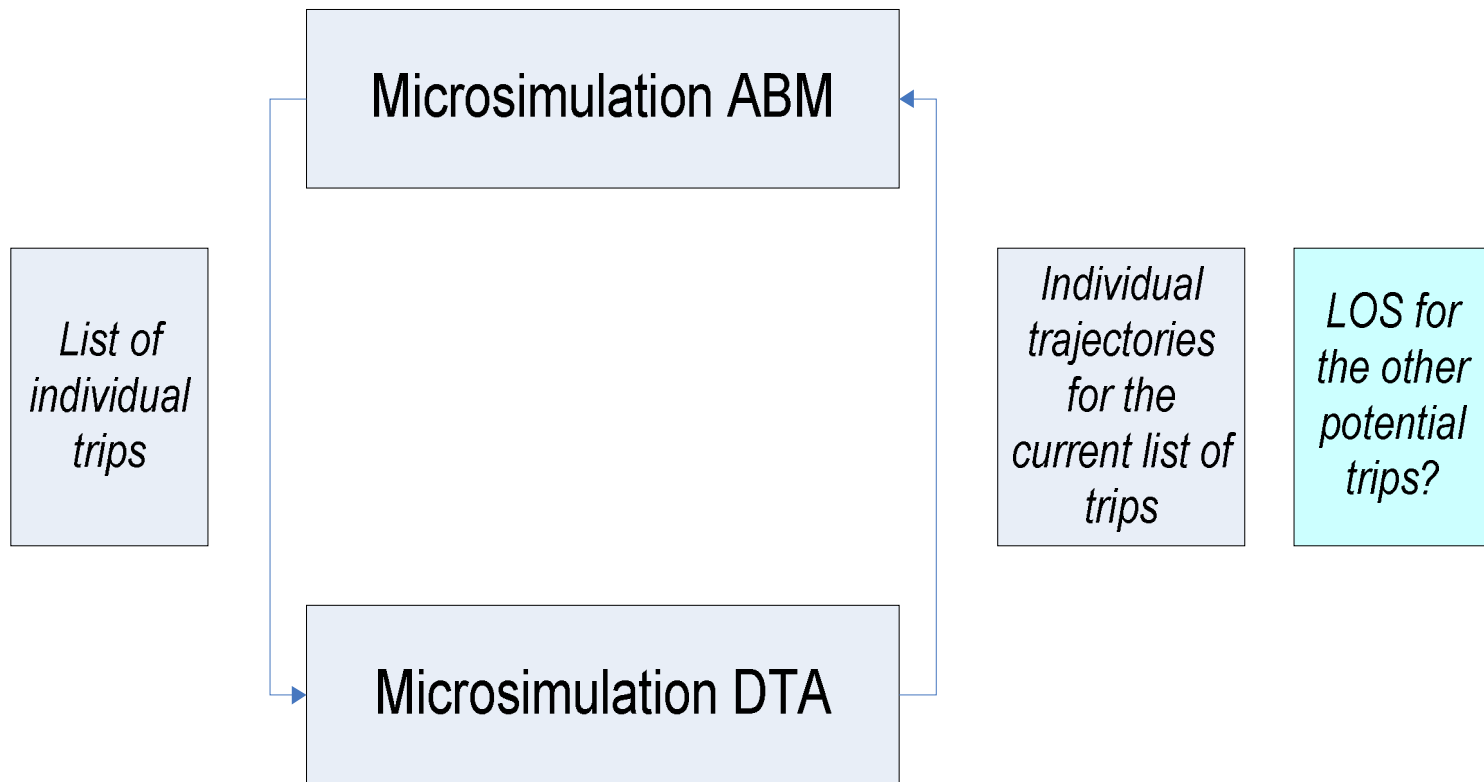 Microsimulation ABM
List of
individual
trips
Individual
trajectories
for the
current list of
trips
LOS for
the other
potential
trips?
Microsimulation DTA